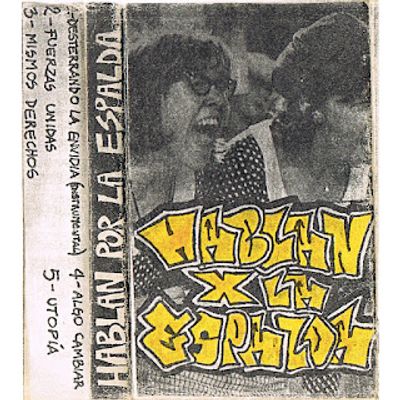 1-DESTERRANDO LA ENVIDIA (INSTRUMENTAL)
2-FUERZAS UNIDAS
3-MISMOS DERECHOS
4-ALGO CAMBIAR
5-UTOPÍA
HABLAN POR LA ESPALDA
HABLAN
X LA
ESPALDA